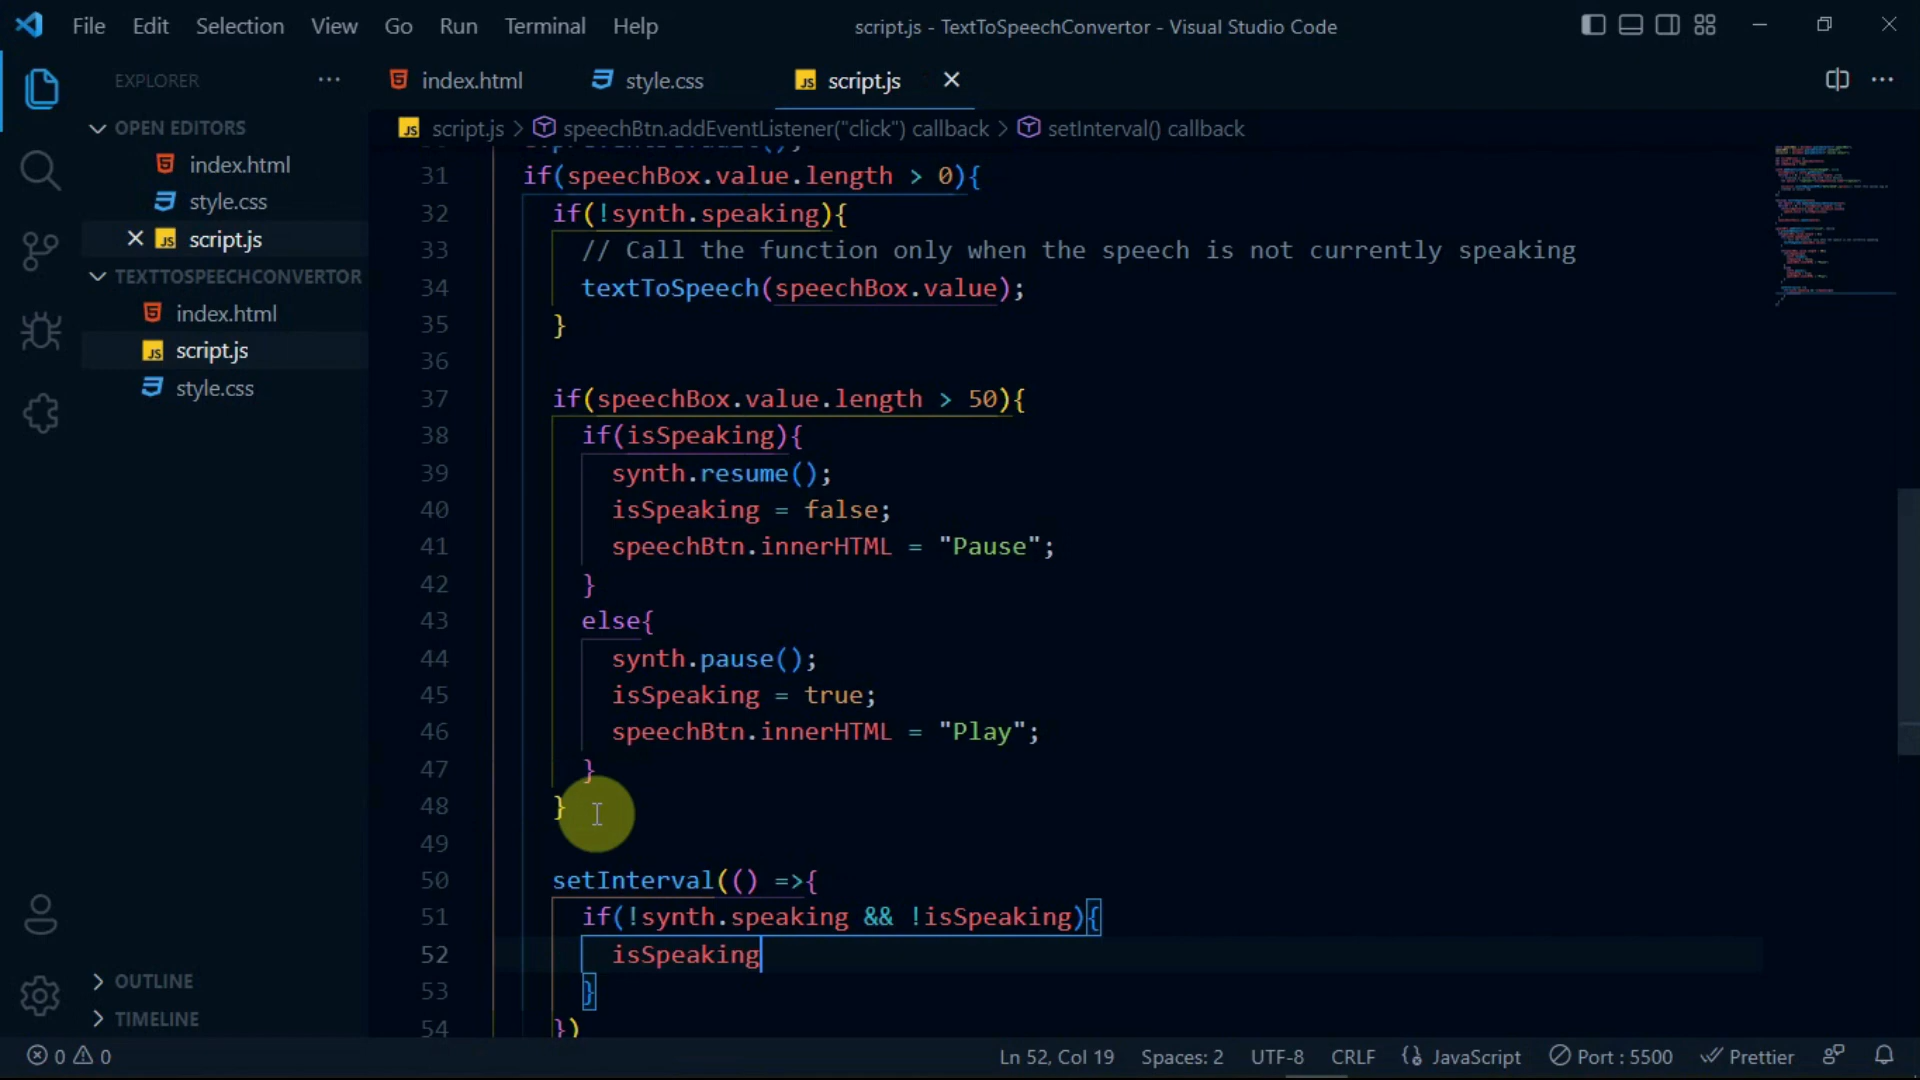 File Edit Selection View Go Run Terminal Help
script.js - TextToSpeechConvertor - Visual Studio Code
EXPLORER
index.html
style.css
script.js
OPEN EDITORS
index.html
style.css
script.js
TEXTTOSPEECHCONVERTOR
index.html
script.js
style.css
OUTLINE
TIMELINE
script.js > speechBtn.addEventListener("click") callback > setInterval() callback
31 if(speechBox.value.length > 0){
32 if(!synth.speaking){
33 // Call the function only when the speech is not currently speaking
34 textToSpeech(speechBox.value);
35 }
36
37 if(speechBox.value.length > 50){
38 if(isSpeaking){
39 synth.resume();
40 isSpeaking = false;
41 speechBtn.innerHTML = "Pause";
42 }
43 else{
44 synth.pause();
45 isSpeaking = true;
46 speechBtn.innerHTML = "Play";
47 }
48 }
49
50 setInterval(() =>{
51 if(!synth.speaking && !isSpeaking){
52 isSpeaking
53 }
54 })
0 0
Ln 52, Col 19 Spaces: 2 UTF-8 CRLF JavaScript Port : 5500 Prettier